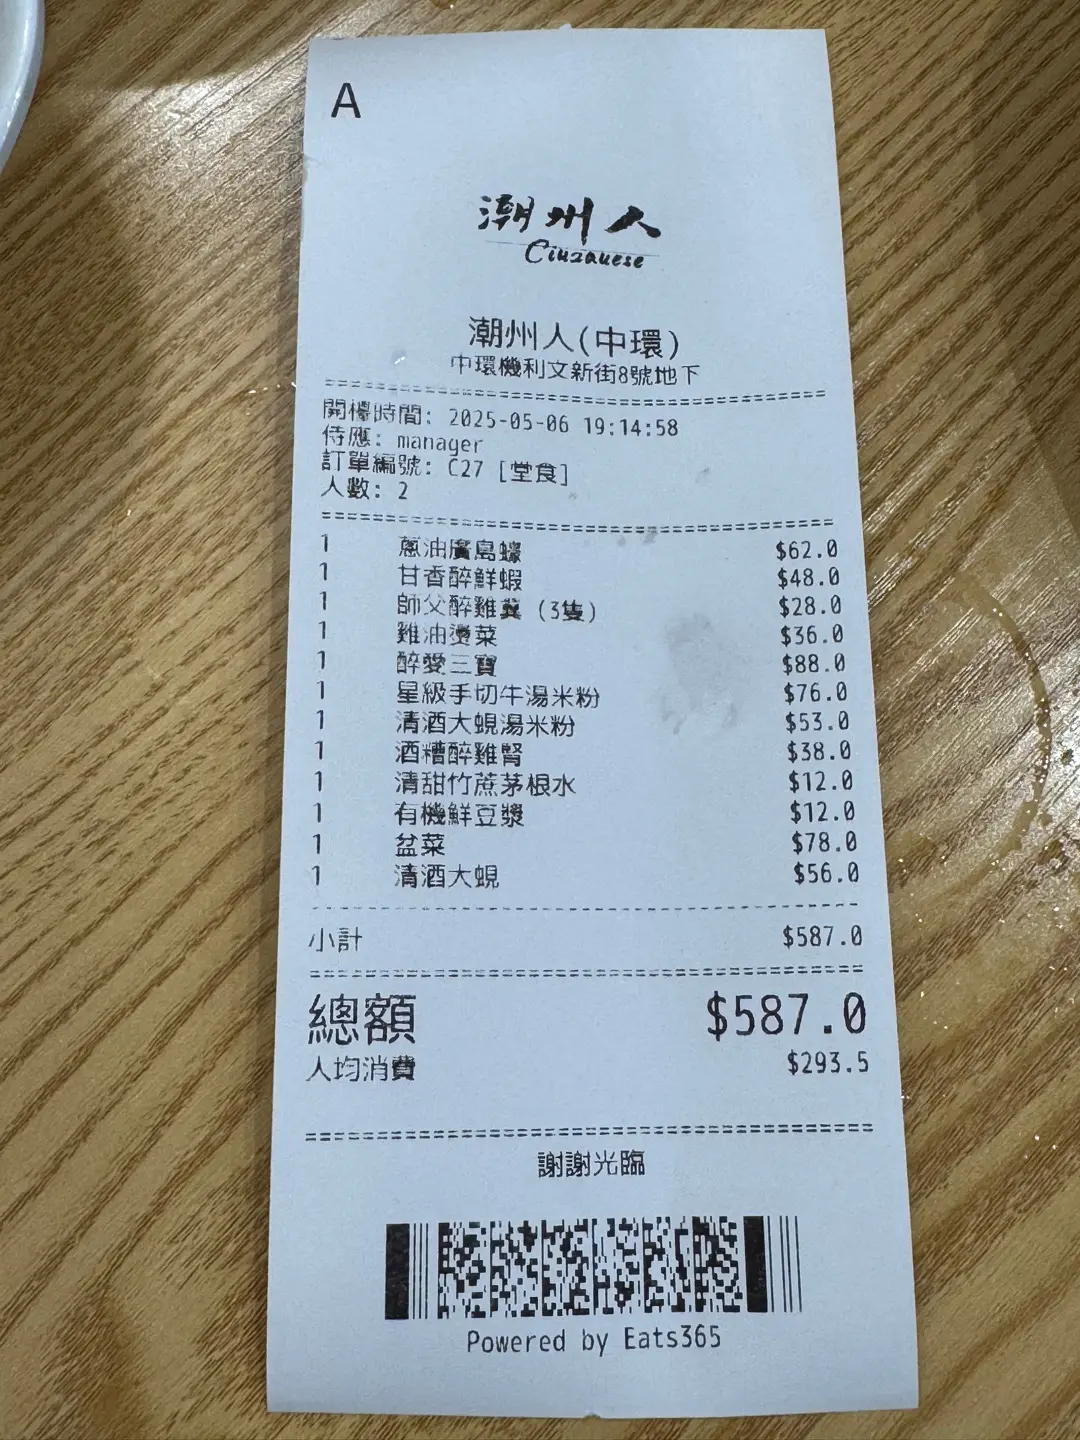 A
潮州人
Ciuzauese
潮州人(中環)
中環機利文新街8號地下
開檯時間: 2025-05-06 19:14:58
侍應: manager
訂單編號: C27 [堂食]
人數: 2
1 蔥油廣島蠔 $62.0
1 甘香醉鮮蝦 $48.0
1 師父醉雞翼 (3隻) $28.0
1 雞油燙菜 $36.0
1 醉愛三寶 $88.0
1 星級手切牛湯米粉 $76.0
1 清酒大蜆湯米粉 $53.0
1 酒糟醉雞腎 $38.0
1 清甜竹蔗茅根水 $12.0
1 有機鮮豆漿 $12.0
1 盆菜 $78.0
1 清酒大蜆 $56.0
小計 $587.0
總額 $587.0
人均消費 $293.5
謝謝光臨
Powered by Eats365